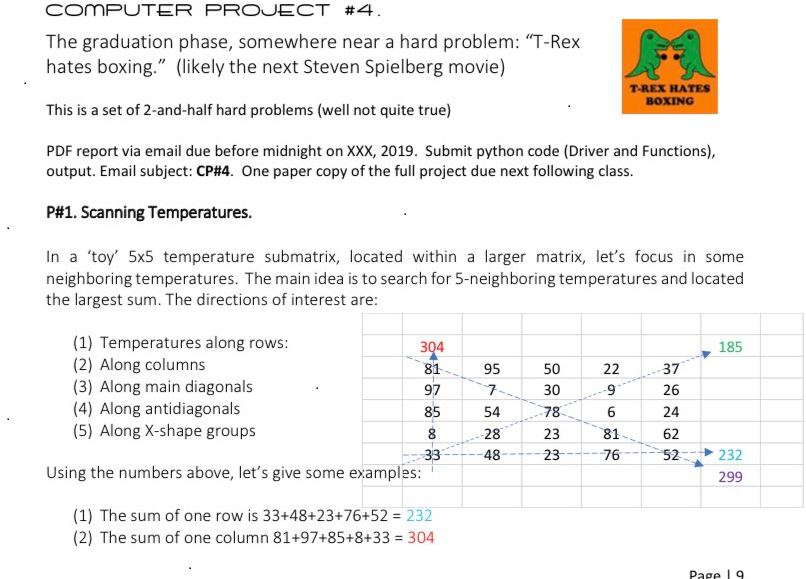 COMPUTER PROJECT #4.
The graduation phase, somewhere near a hard problem: “T-Rex
hates boxing.” (likely the next Steven Spielberg movie)
T-REX HATES
BOXING
This is a set of 2-and-half hard problems (well not quite true)
PDF report via email due before midnight on XXX, 2019. Submit python code (Driver and Functions),
output. Email subject: CP#4. One paper copy of the full project due next following class.
P#1. Scanning Temperatures.
In a ‘toy’ 5x5 temperature submatrix, located within a larger matrix, let’s focus in some
neighboring temperatures. The main idea is to search for 5-neighboring temperatures and located
the largest sum. The directions of interest are:
(1) Temperatures along rows:
(2) Along columns
(3) Along main diagonals
(4) Along antidiagonals
(5) Along X-shape groups
304 185
81 95 50 22 37
97 7 30 9 26
85 54 78 6 24
8 28 23 81 62
33 48 23 76 52 232
299
Using the numbers above, let’s give some examples:
(1) The sum of one row is 33+48+23+76+52 = 232
(2) The sum of one column 81+97+85+8+33 = 304
Page | 9